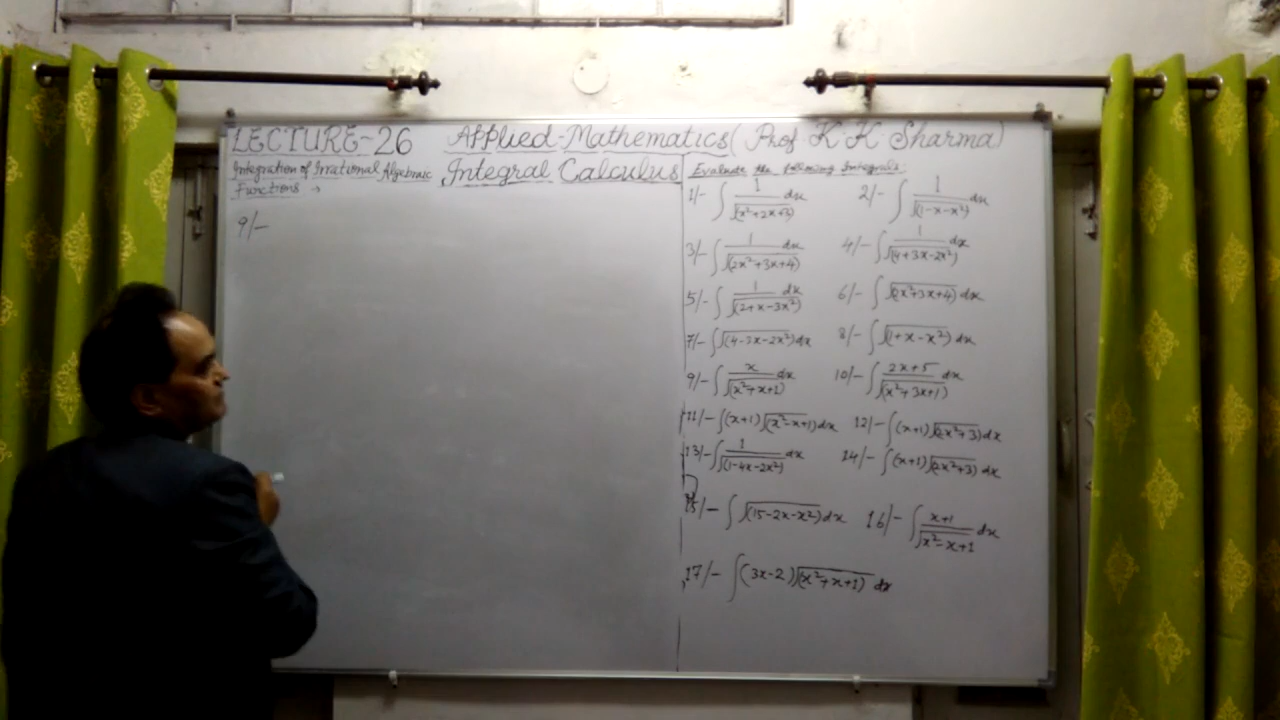 LECTURE-26 Applied-Mathematics (Prof K K Sharma)
Integration of Irrational Algebraic Integral Calculus
Functions →
9/-
Evaluate the following Integrals:
1/- ∫ 1/√(x²+2x+3) dx 2/- ∫ 1/√(1-x-x²) dx
3/- ∫ 1/√(2x²+3x+4) dx 4/- ∫ 1/√(4+3x-2x²) dx
5/- ∫ 1/√(2+x-3x²) dx 6/- ∫ √(2x²+3x+4) dx
7/- ∫ √(4-3x-2x²) dx 8/- ∫ √(1+x-x²) dx
9/- ∫ x/√(x²+x+1) dx 10/- ∫ 2x+5/√(x²+3x+1) dx
11/- ∫ (x+1)√(x²-x+1) dx 12/- ∫ (x+1)√(2x²+3) dx
13/- ∫ 1/√(1-4x-2x²) dx 14/- ∫ (x+1)√(2x²+3) dx
15/- ∫ √(15-2x-x²) dx 16/- ∫ x+1/√x²-x+1 dx
17/- ∫ (3x-2)√(x²+x+1) dx